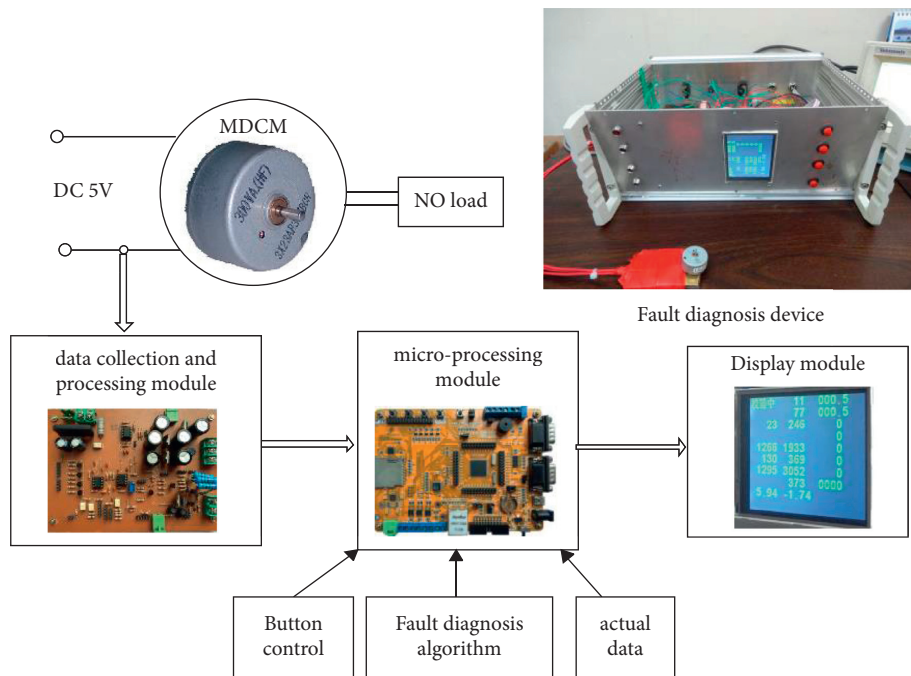 MDCM
DC 5V
300WA.(HF)
NO load
Fault diagnosis device
data collection and
processing module
micro-processing
module
Display module
11 000.5
77 000.5
23 246 0
0
1266 1933 0
130 369 0
1295 3052 0
373 0000
5.94 -1.74
Button
control
Fault diagnosis
algorithm
actual
data